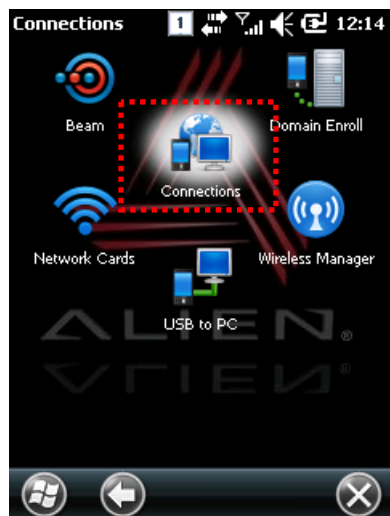 Connections 1 12:14
Beam
Domain Enroll
Connections
Network Cards
Wireless Manager
USB to PC
ALIEN®